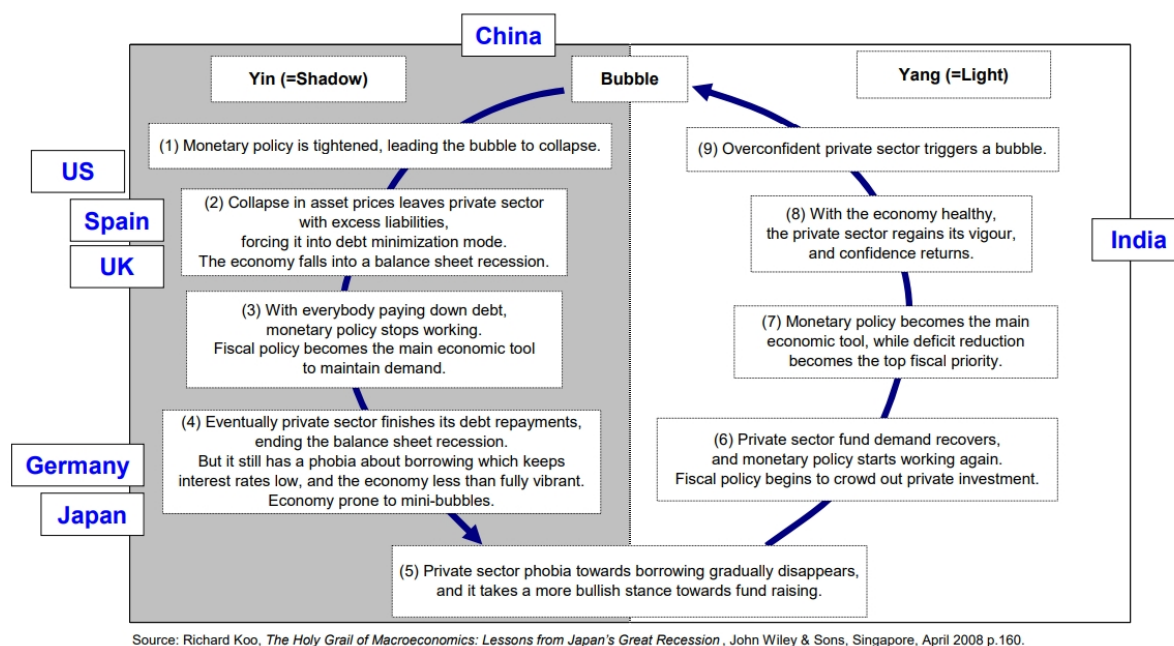 China
Yin (=Shadow)
Bubble
Yang (=Light)
(1) Monetary policy is tightened, leading the bubble to collapse.
US
Spain
UK
(2) Collapse in asset prices leaves private sector
with excess liabilities,
forcing it into debt minimization mode.
The economy falls into a balance sheet recession.
(3) With everybody paying down debt,
monetary policy stops working.
Fiscal policy becomes the main economic tool
to maintain demand.
(4) Eventually private sector finishes its debt repayments,
ending the balance sheet recession.
But it still has a phobia about borrowing which keeps
interest rates low, and the economy less than fully vibrant.
Economy prone to mini-bubbles.
Germany
Japan
(5) Private sector phobia towards borrowing gradually disappears,
and it takes a more bullish stance towards fund raising.
(6) Private sector fund demand recovers,
and monetary policy starts working again.
Fiscal policy begins to crowd out private investment.
(7) Monetary policy becomes the main
economic tool, while deficit reduction
becomes the top fiscal priority.
(8) With the economy healthy,
the private sector regains its vigour,
and confidence returns.
India
(9) Overconfident private sector triggers a bubble.
Source: Richard Koo, The Holy Grail of Macroeconomics: Lessons from Japan's Great Recession , John Wiley & Sons, Singapore, April 2008 p.160.